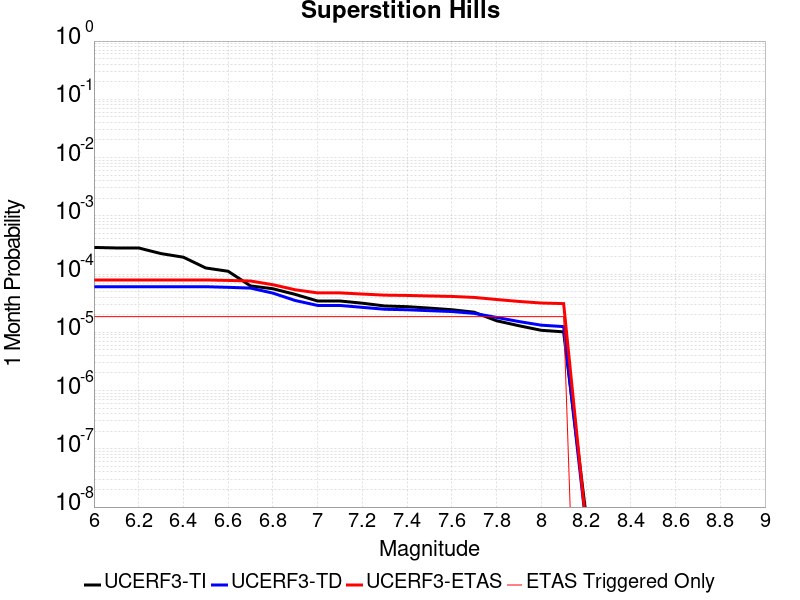 Superstition Hills
1 Month Probability
10^0
10^-1
10^-2
10^-3
10^-4
10^-5
10^-6
10^-7
10^-8
6 6.2 6.4 6.6 6.8 7 7.2 7.4 7.6 7.8 8 8.2 8.4 8.6 8.8 9
Magnitude
UCERF3-TI UCERF3-TD UCERF3-ETAS ETAS Triggered Only